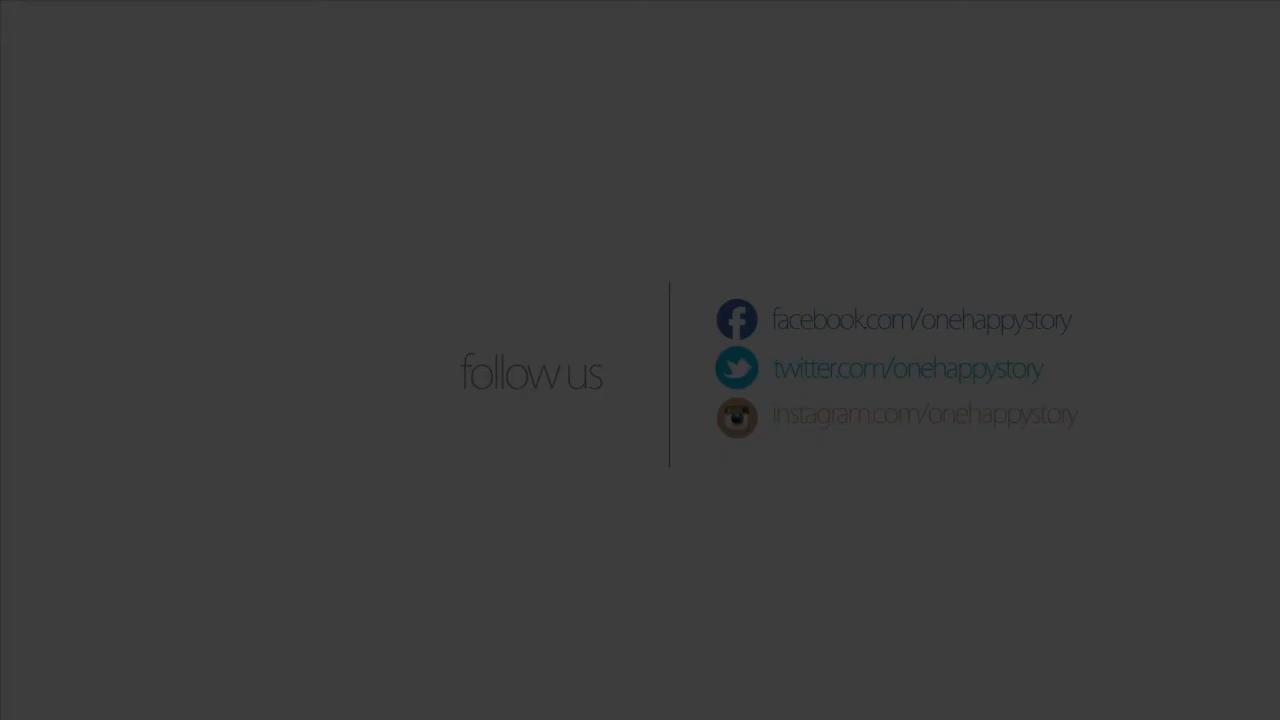 follow us
facebook.com/onehappystory
twitter.com/onehappystory
instagram.com/onehappystory